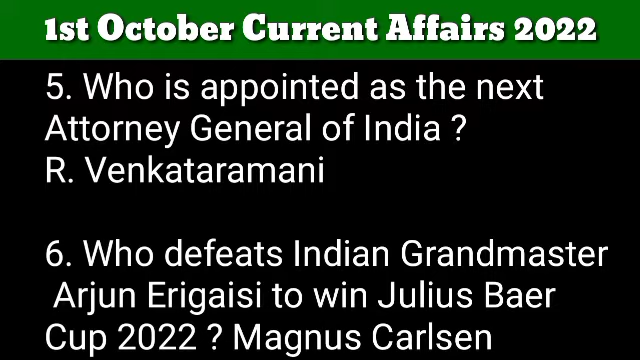 1st October Current Affairs 2022
5. Who is appointed as the next
Attorney General of India ?
R. Venkataramani
6. Who defeats Indian Grandmaster
Arjun Erigaisi to win Julius Baer
Cup 2022 ? Magnus Carlsen